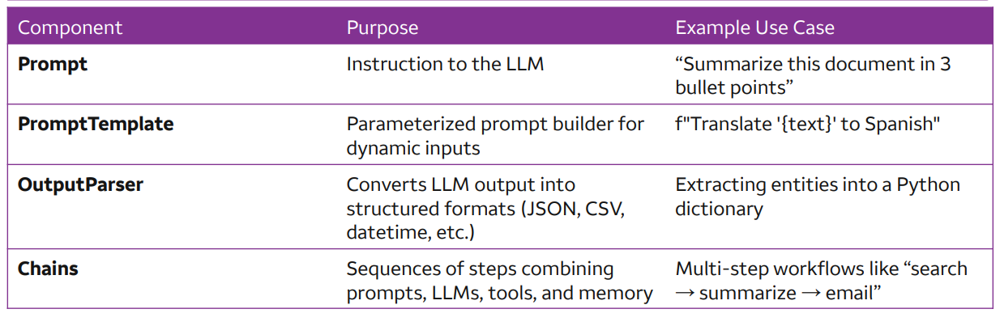 Component Purpose Example Use Case
Prompt Instruction to the LLM “Summarize this document in 3
bullet points”
PromptTemplate Parameterized prompt builder for f"Translate '{text}' to Spanish"
dynamic inputs
OutputParser Converts LLM output into Extracting entities into a Python
structured formats (JSON, CSV, dictionary
datetime, etc.)
Chains Sequences of steps combining Multi-step workflows like “search
prompts, LLMs, tools, and memory → summarize → email”